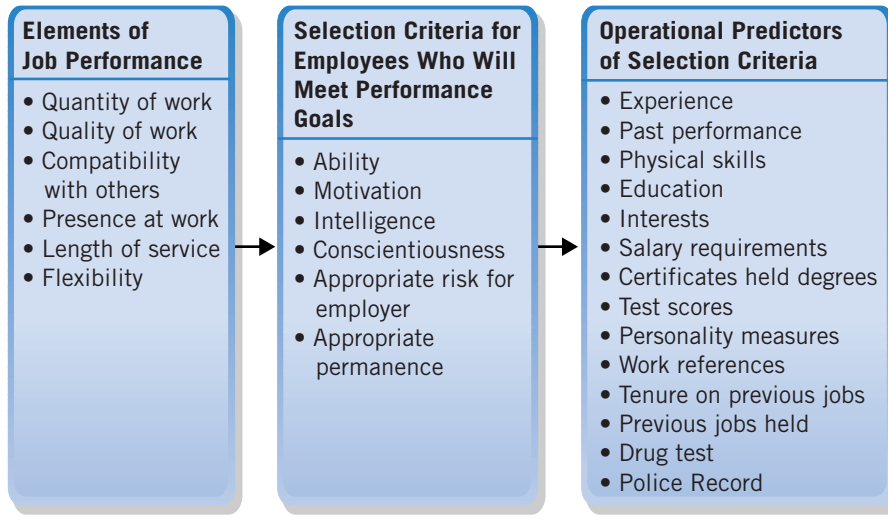 Elements of
Job Performance
• Quantity of work
• Quality of work
• Compatibility
with others
• Presence at work
• Length of service
• Flexibility
Selection Criteria for
Employees Who Will
Meet Performance
Goals
• Ability
• Motivation
• Intelligence
• Conscientiousness
• Appropriate risk for
employer
• Appropriate
permanence
Operational Predictors
of Selection Criteria
• Experience
• Past performance
• Physical skills
• Education
• Interests
• Salary requirements
• Certificates held degrees
• Test scores
• Personality measures
• Work references
• Tenure on previous jobs
• Previous jobs held
• Drug test
• Police Record